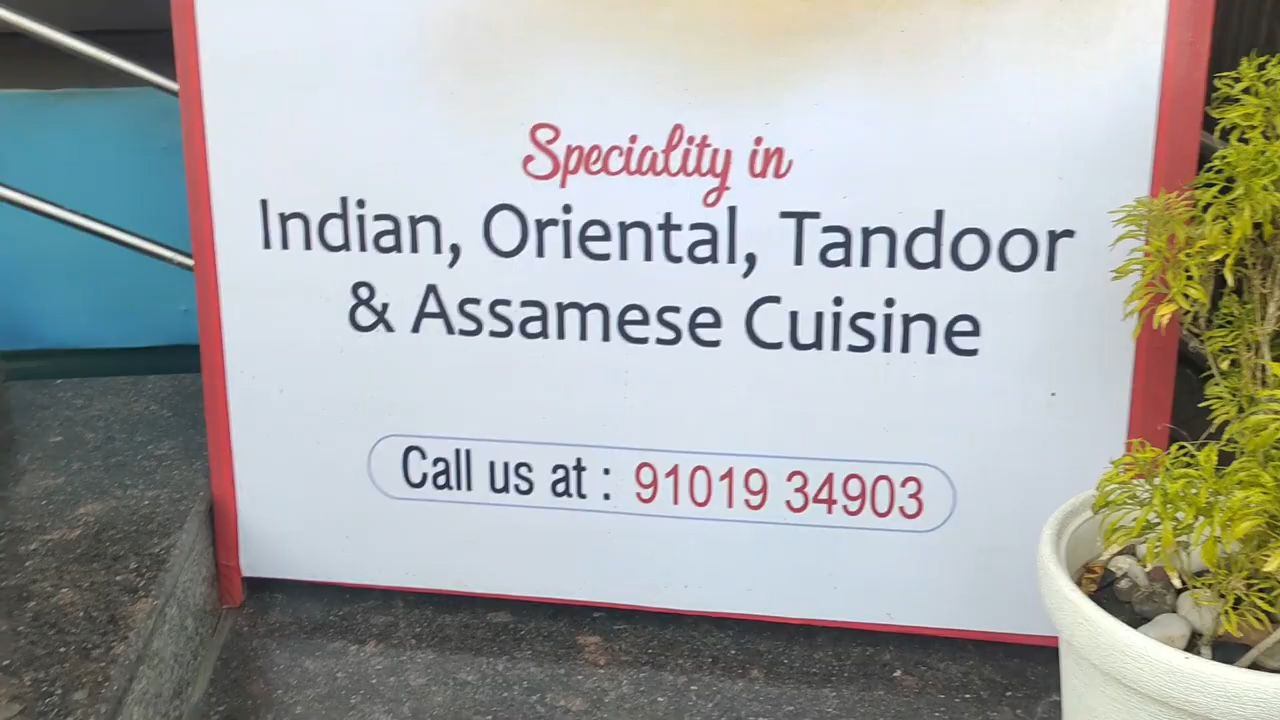 Speciality in
Indian, Oriental, Tandoor
& Assamese Cuisine
Call us at : 91019 34903